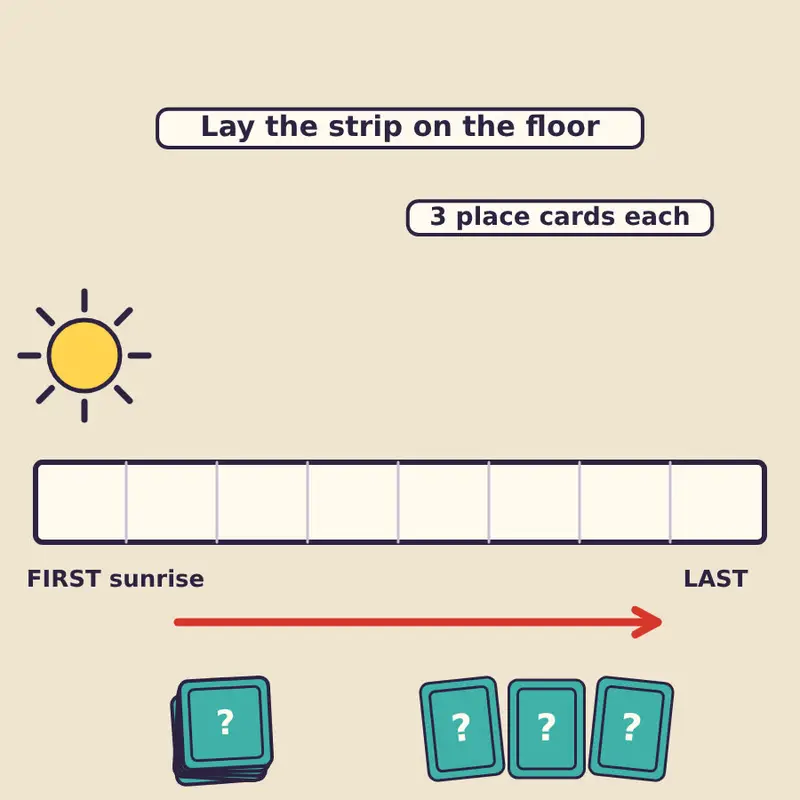 Lay the strip on the floor
3 place cards each
FIRST sunrise
LAST
?
? ? ?